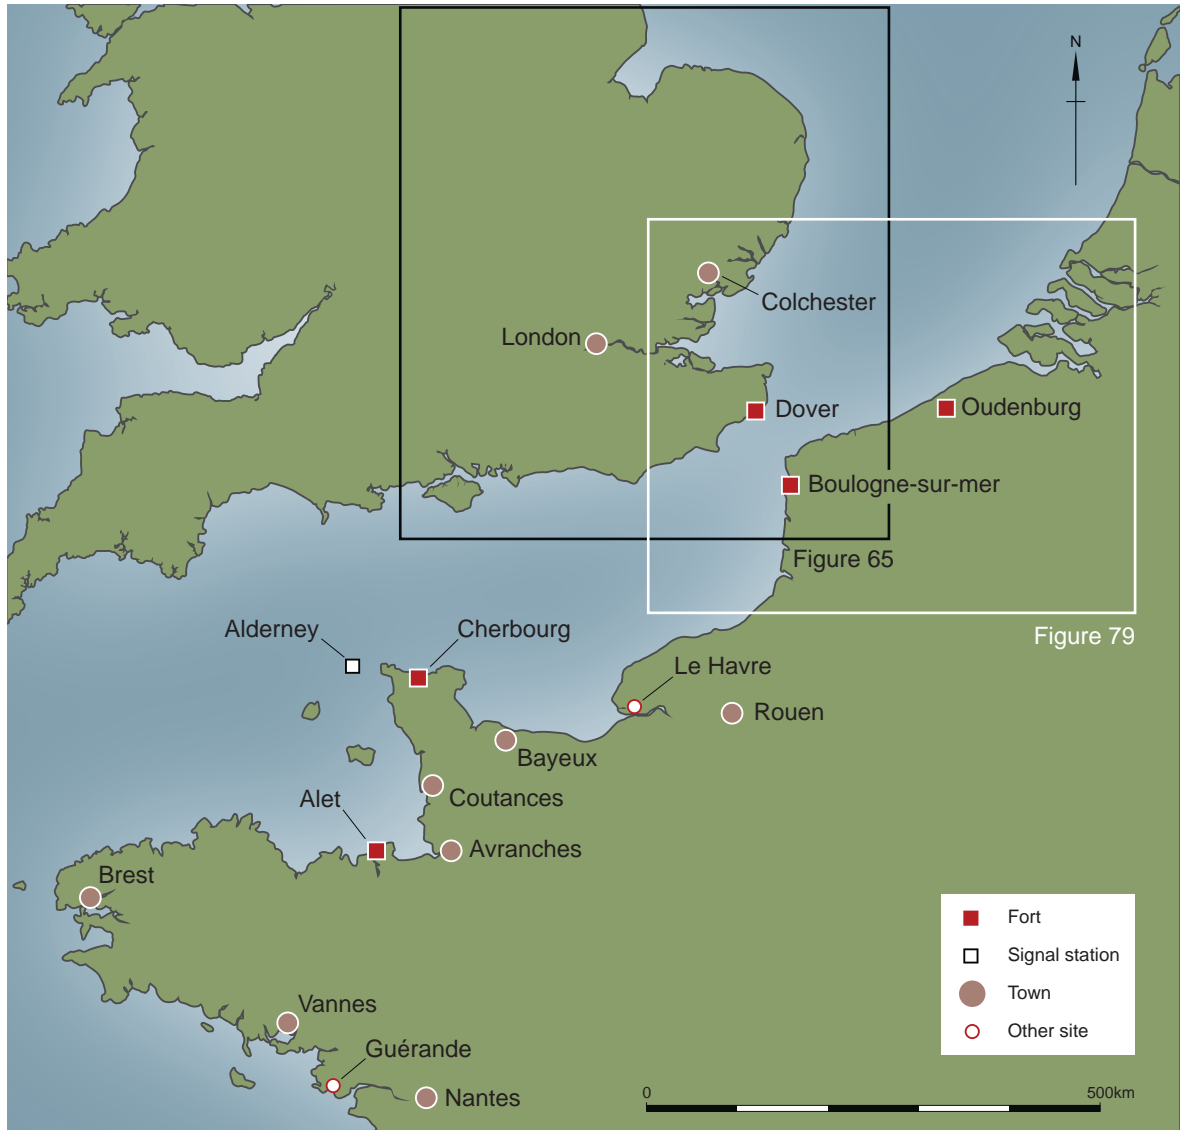 N
Colchester
London
Dover
Oudenburg
Boulogne-sur-mer
Figure 65
Alderney
Cherbourg
Figure 79
Le Havre
Rouen
Bayeux
Coutances
Alet
Avranches
Brest
Fort
Signal station
Town
Vannes
Other site
Guérande
Nantes
0
500km